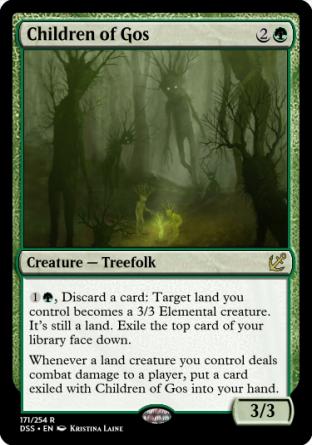 Children of Gos 2
Creature — Treefolk
1, Discard a card: Target land you
control becomes a 3/3 Elemental creature.
It's still a land. Exile the top card of your
library face down.
Whenever a land creature you control deals
combat damage to a player, put a card
exiled with Children of Gos into your hand.
3/3
171/254 R
DSS • EN Kristina Laine